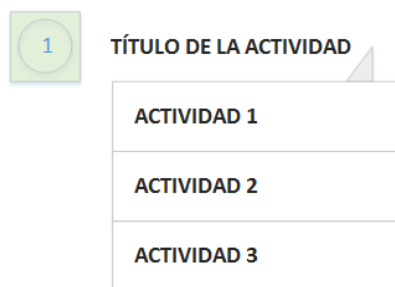 1
TÍTULO DE LA ACTIVIDAD
ACTIVIDAD 1
ACTIVIDAD 2
ACTIVIDAD 3